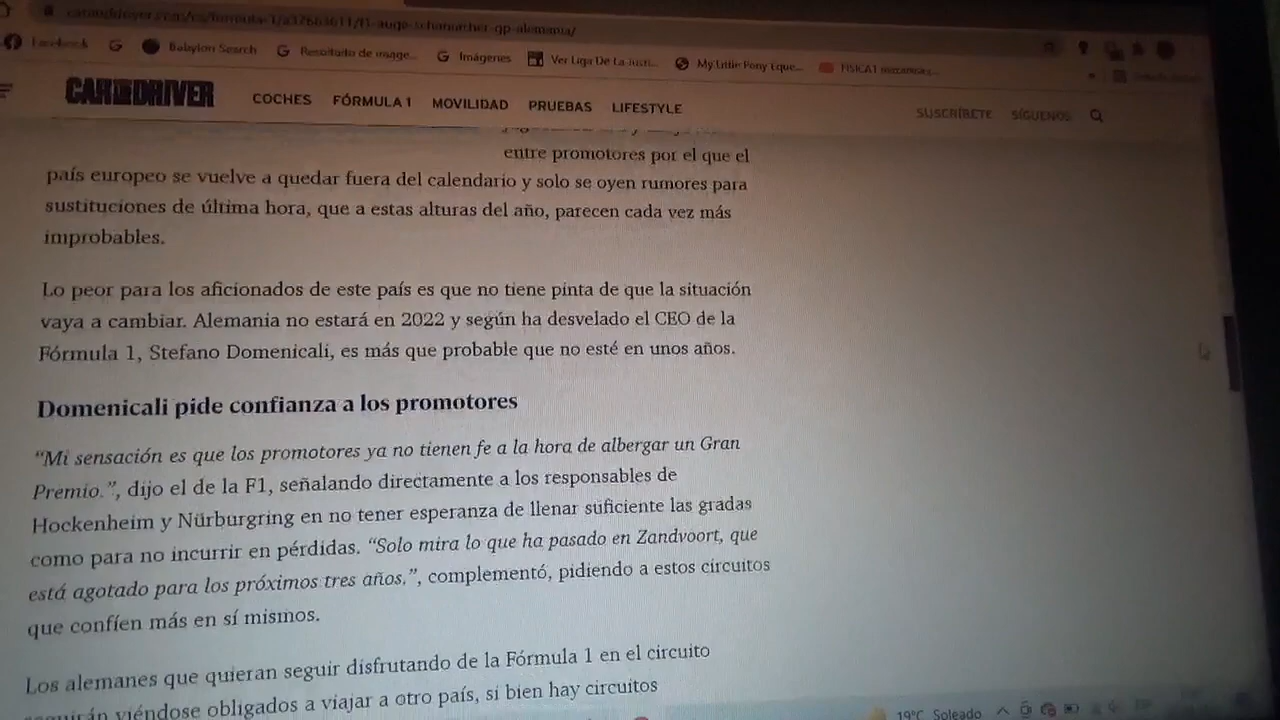 Facebook
Babylon Search
Resultado de image...
Imágenes
Ver Liga De La Justi...
My Little Pony Eque...
CAR AND DRIVER
COCHES FÓRMULA 1 MOVILIDAD PRUEBAS LIFESTYLE
SUSCRÍBETE SÍGUENOS
entre promotores por el que el
país europeo se vuelve a quedar fuera del calendario y solo se oyen rumores para
sustituciones de última hora, que a estas alturas del año, parecen cada vez más
improbables.
Lo peor para los aficionados de este país es que no tiene pinta de que la situación
vaya a cambiar. Alemania no estará en 2022 y según ha desvelado el CEO de la
Fórmula 1, Stefano Domenicali, es más que probable que no esté en unos años.
Domenicali pide confianza a los promotores
“Mi sensación es que los promotores ya no tienen fe a la hora de albergar un Gran
Premio.”, dijo el de la F1, señalando directamente a los responsables de
Hockenheim y Nürburgring en no tener esperanza de llenar suficiente las gradas
como para no incurrir en pérdidas. “Solo mira lo que ha pasado en Zandvoort, que
está agotado para los próximos tres años.”, complementó, pidiendo a estos circuitos
que confíen más en sí mismos.
Los alemanes que quieran seguir disfrutando de la Fórmula 1 en el circuito
seguirán viéndose obligados a viajar a otro país, si bien hay circuitos
19°C Soleado